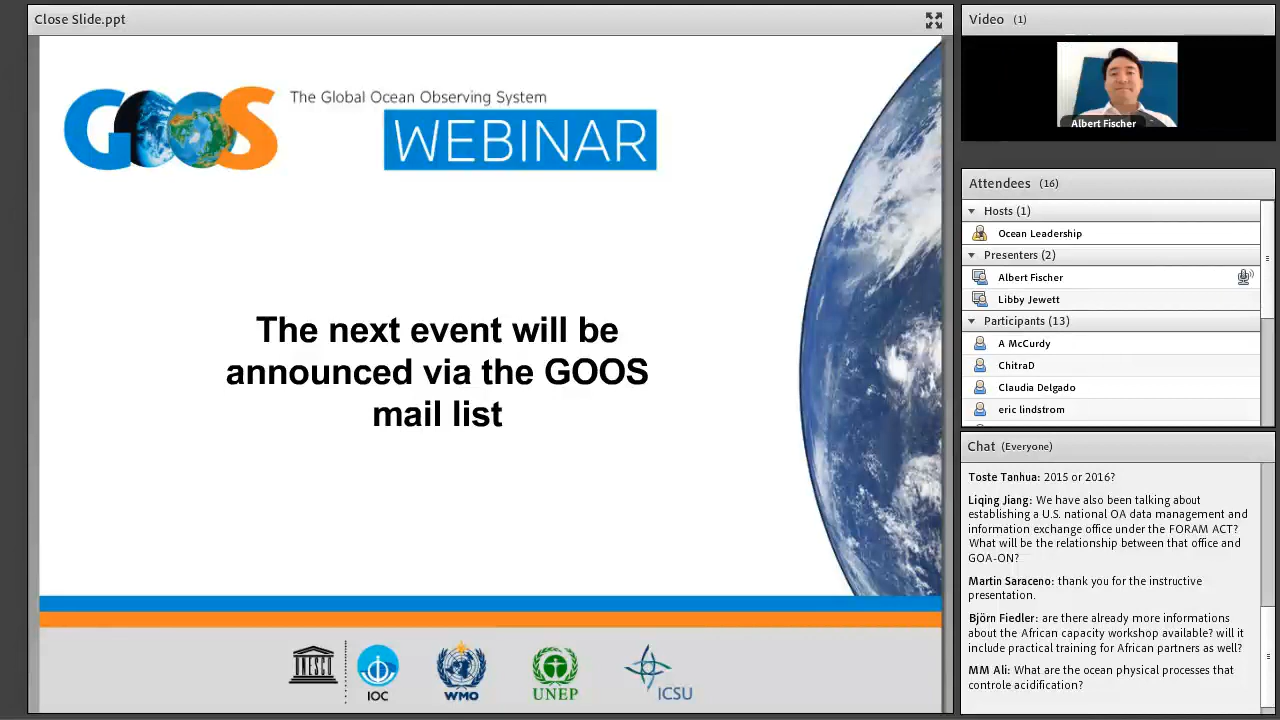 Close Slide.ppt
GOOS
The Global Ocean Observing System
WEBINAR
The next event will be
announced via the GOOS
mail list
UNESCO
IOC
WMO
UNEP
ICSU
Video (1)
Albert Fischer
Attendees (16)
Hosts (1)
Ocean Leadership
Presenters (2)
Albert Fischer
Libby Jewett
Participants (13)
A McCurdy
ChitraD
Claudia Delgado
eric lindstrom
Chat (Everyone)
Toste Tanhua: 2015 or 2016?
Liqing Jiang: We have also been talking about
establishing a U.S. national OA data management and
information exchange office under the FORAM ACT?
What will be the relationship between that office and
GOA-ON?
Martin Saraceno: thank you for the instructive
presentation.
Björn Fiedler: are there already more informations
about the African capacity workshop available? will it
include practical training for African partners as well?
MM Ali: What are the ocean physical processes that
controle acidification?